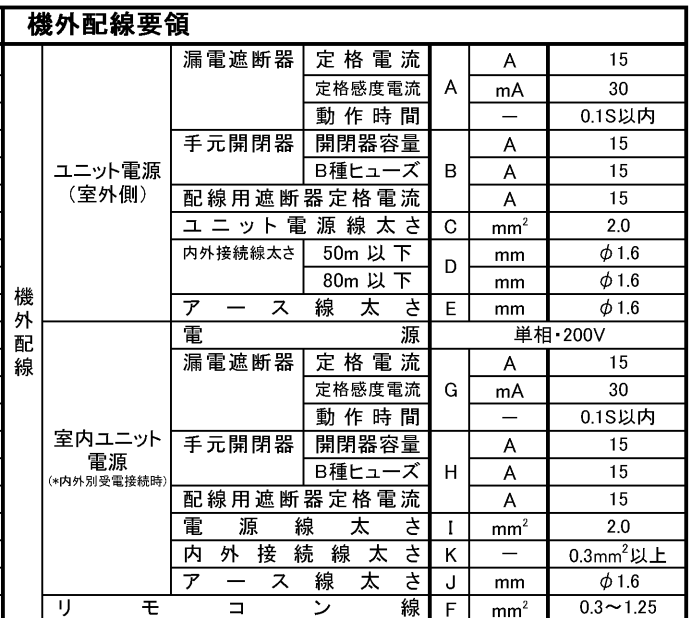 機外配線要領
漏電遮断器 定格電流 A 15
定格感度電流 A mA 30
動作時間 － 0.1S以内
手元開閉器 開閉器容量 A 15
ユニット電源 B種ヒューズ B A 15
（室外側） 配線用遮断器定格電流 A 15
ユニット電源線太さ C mm² 2.0
内外接続線太さ 50m以下 D mm φ1.6
80m以下 mm φ1.6
機外配線 アース線太さ E mm φ1.6
電源 単相・200V
漏電遮断器 定格電流 A 15
定格感度電流 G mA 30
動作時間 － 0.1S以内
室内ユニット 手元開閉器 開閉器容量 A 15
電源 B種ヒューズ H A 15
(*内外別受電接続時) 配線用遮断器定格電流 A 15
電源線太さ I mm² 2.0
内外接続線太さ K － 0.3mm²以上
アース線太さ J mm φ1.6
リモコン線 F mm² 0.3～1.25